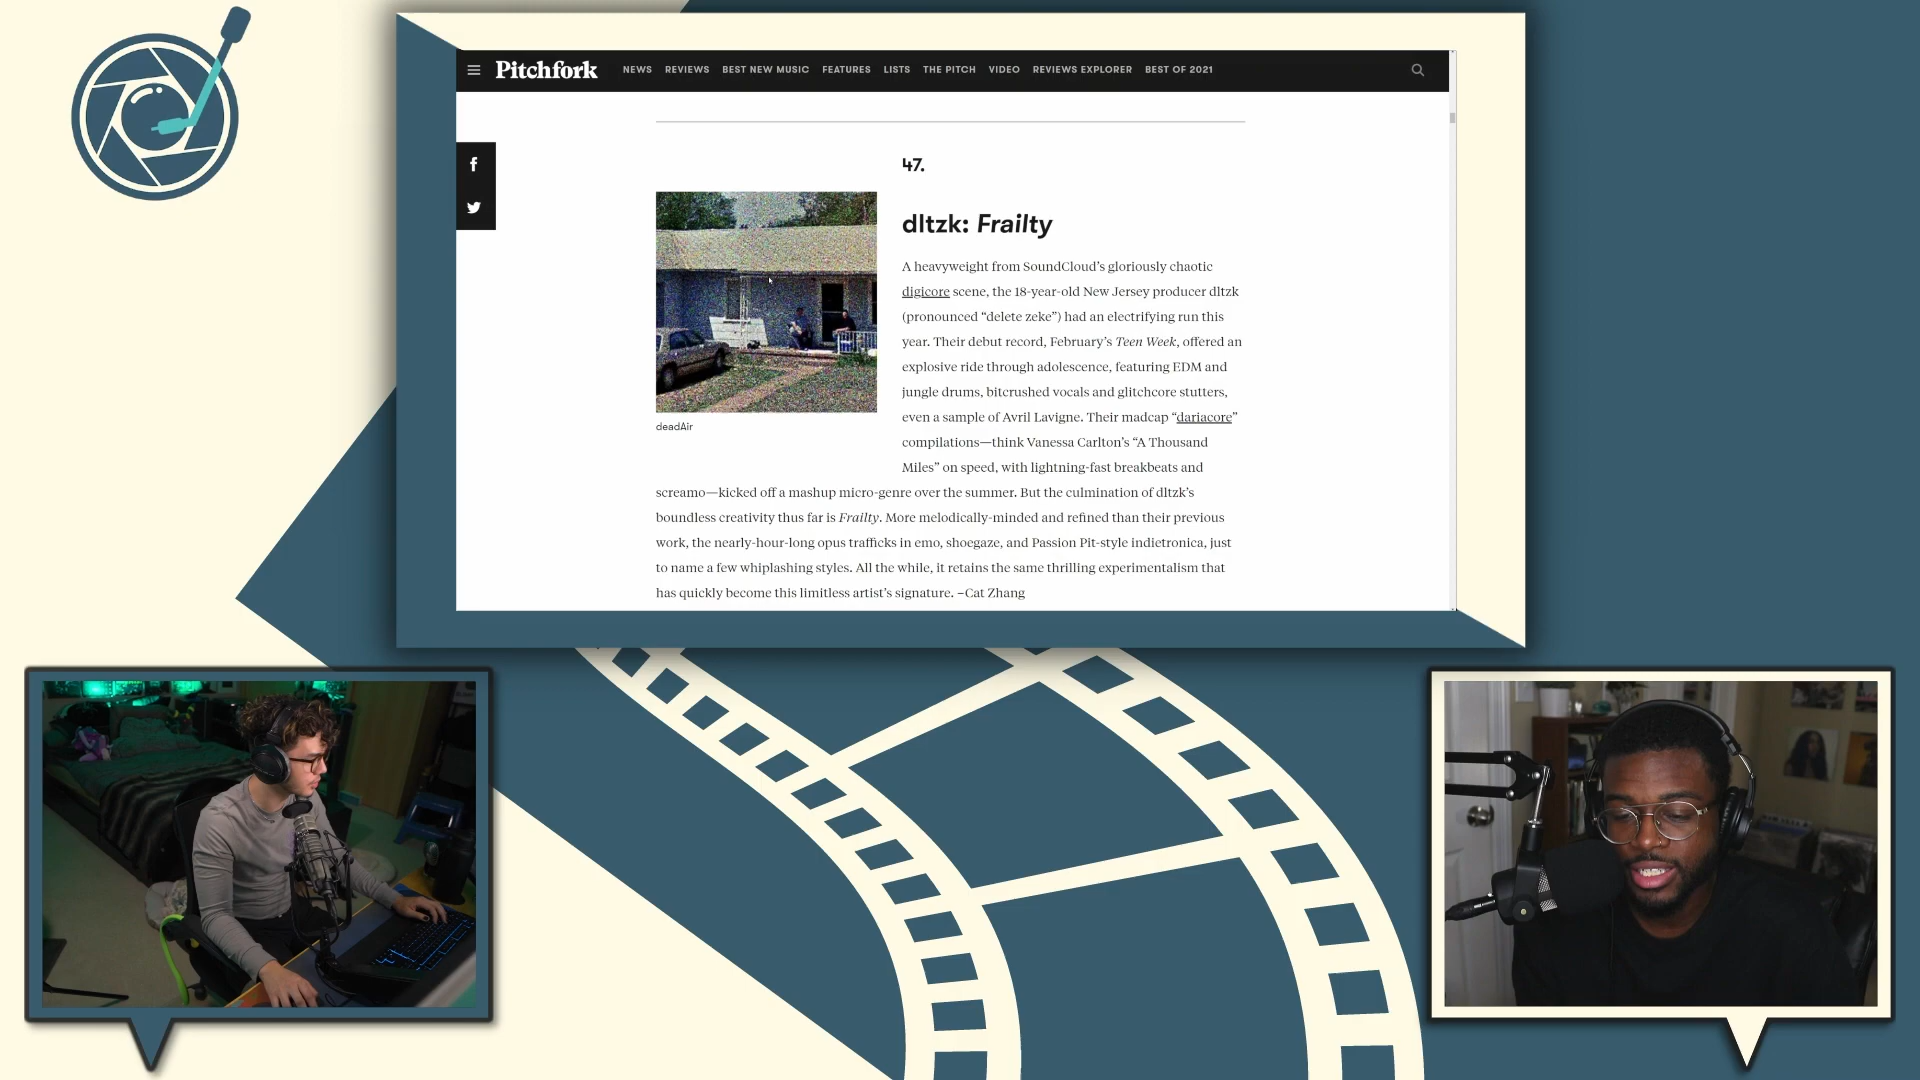 Pitchfork
NEWS REVIEWS BEST NEW MUSIC FEATURES LISTS THE PITCH VIDEO REVIEWS EXPLORER BEST OF 2021
47.
dltzk: Frailty
A heavyweight from SoundCloud’s gloriously chaotic
digicore scene, the 18-year-old New Jersey producer dltzk
(pronounced “delete zeke”) had an electrifying run this
year. Their debut record, February’s Teen Week, offered an
explosive ride through adolescence, featuring EDM and
jungle drums, bitcrushed vocals and glitchcore stutters,
even a sample of Avril Lavigne. Their madcap “dariacore”
compilations—think Vanessa Carlton’s “A Thousand
Miles” on speed, with lightning-fast breakbeats and
screamo—kicked off a mashup micro-genre over the summer. But the culmination of dltzk’s
boundless creativity thus far is Frailty. More melodically-minded and refined than their previous
work, the nearly-hour-long opus trafficks in emo, shoegaze, and Passion Pit-style indietronica, just
to name a few whiplashing styles. All the while, it retains the same thrilling experimentalism that
has quickly become this limitless artist’s signature. –Cat Zhang
deadAir